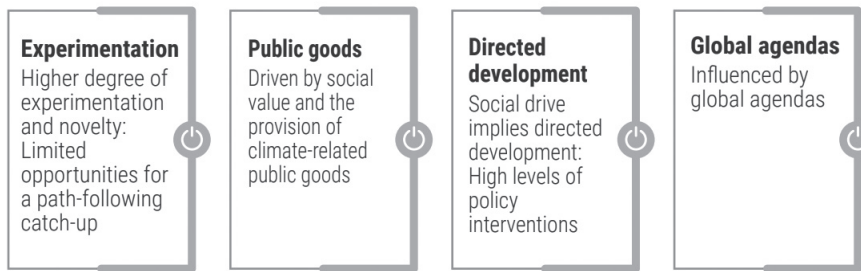 Experimentation
Higher degree of
experimentation
and novelty:
Limited
opportunities for
a path-following
catch-up
Public goods
Driven by social
value and the
provision of
climate-related
public goods
Directed
development
Social drive
implies directed
development:
High levels of
policy
interventions
Global agendas
Influenced by
global agendas